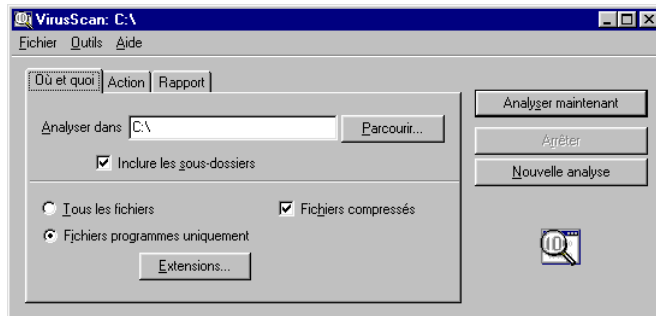 VirusScan: C:\
Fichier Outils Aide
Où et quoi Action Rapport
Analyser dans C:\ Parcourir...
Inclure les sous-dossiers
Tous les fichiers Fichiers compressés
Fichiers programmes uniquement
Extensions...
Analyser maintenant
Arrêter
Nouvelle analyse